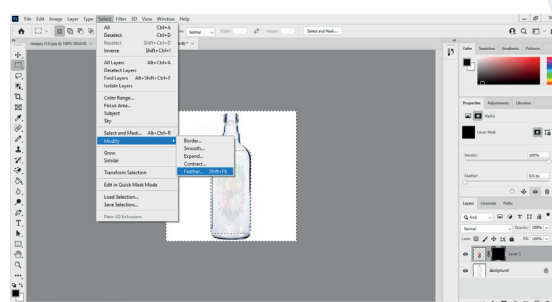 Ps File Edit Image Layer Type Select Filter 3D View Window Help
Normal Select and Mask...
All Ctrl+A
Deselect Ctrl+D
Reselect Shift+Ctrl+D
Inverse Shift+Ctrl+I
All Layers Alt+Ctrl+A
Deselect Layers
Find Layers Alt+Shift+Ctrl+F
Isolate Layers
Color Range...
Focus Area...
Subject
Sky
Select and Mask... Alt+Ctrl+R
Modify
Grow
Similar
Transform Selection
Edit in Quick Mask Mode
Load Selection...
Save Selection...
New 3D Extrusion
Border...
Smooth...
Expand...
Contract...
Feather... Shift+F6
Color Swatches Gradients Patterns
Properties Adjustments Libraries
Masks
Layer Mask
Density: 100%
Feather: 0.0 px
Layers Channels Paths
Kind
Normal Opacity: 100%
Lock: Fill: 100%
Layer 1
Background